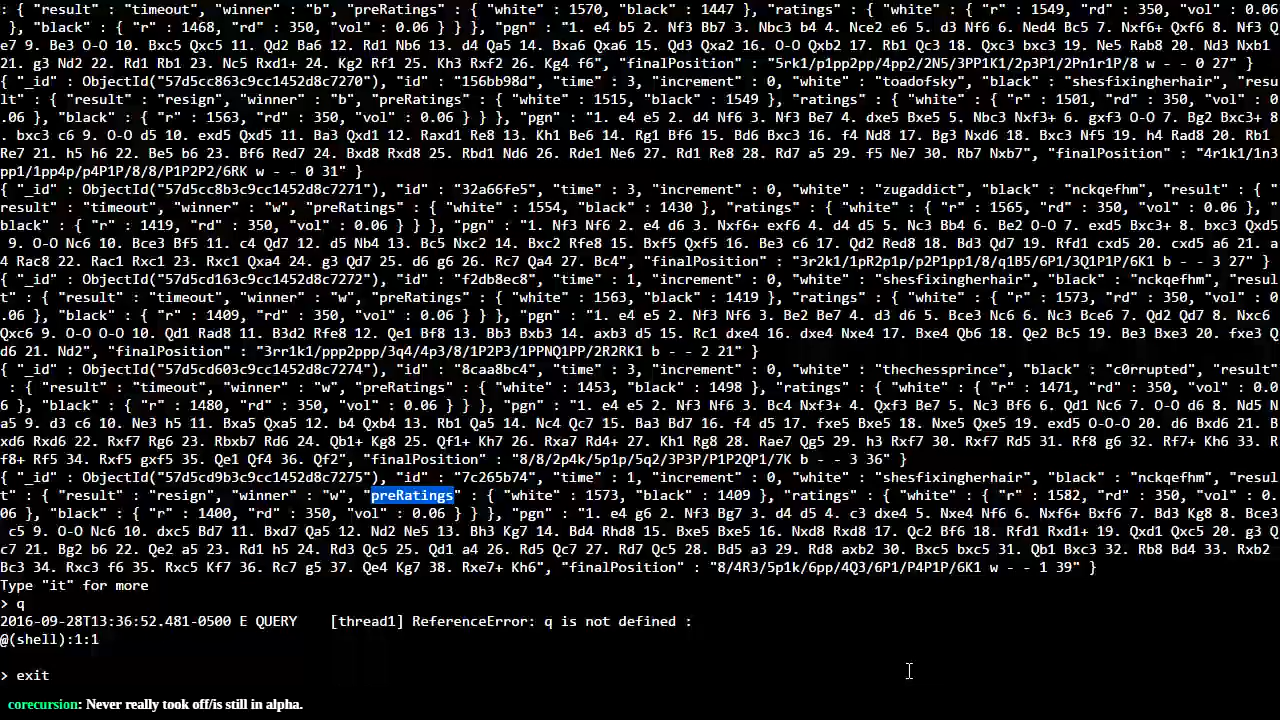 : { "result" : "timeout", "winner" : "b", "preRatings" : { "white" : 1570, "black" : 1447 }, "ratings" : { "white" : { "r" : 1549, "rd" : 350, "vol" : 0.06
 }, "black" : { "r" : 1468, "rd" : 350, "vol" : 0.06 } } }, "pgn" : "1. e4 b5 2. Nf3 Bb7 3. Nbc3 b4 4. Nce2 e6 5. d3 Nf6 6. Ned4 Bc5 7. Nxf6+ Qxf6 8. Nf3 B
e7 9. Be3 O-O 10. Bxc5 Qxc5 11. Qd2 Ba6 12. Rd1 Nb6 13. d4 Qa5 14. Bxa6 Qxa6 15. Qd3 Qxa2 16. O-O Qxb2 17. Rb1 Qc3 18. Qxc3 bxc3 19. Ne5 Rab8 20. Nd3 Nxb1
21. g3 Nd2 22. Rd1 Rb1 23. Nc5 Rxd1+ 24. Kg2 Rf1 25. Kh3 Rxf2 26. Kg4 f6", "finalPosition" : "5rk1/p1pp2pp/4pp2/2N5/3PP1K1/2p3P1/2Pn1r1P/8 w - - 0 27" }
{ "_id" : ObjectId("57d5cc863c9cc1452d8c7270"), "id" : "156bb98d", "time" : 3, "increment" : 0, "white" : "toadofsky", "black" : "shesfixingherhair", "resu
lt" : { "result" : "resign", "winner" : "b", "preRatings" : { "white" : 1515, "black" : 1549 }, "ratings" : { "white" : { "r" : 1501, "rd" : 350, "vol" : 0
.06 }, "black" : { "r" : 1563, "rd" : 350, "vol" : 0.06 } } }, "pgn" : "1. e4 e5 2. d4 Nf6 3. Nf3 Be7 4. dxe5 Bxe5 5. Nbc3 Nxf3+ 6. gxf3 O-O 7. Bg2 Bxc3+ 8
. bxc3 c6 9. O-O d5 10. exd5 Qxd5 11. Ba3 Qxd1 12. Raxd1 Re8 13. Kh1 Be6 14. Rg1 Bf6 15. Bd6 Bxc3 16. f4 Nd8 17. Bg3 Nxd6 18. Bxc3 Nf5 19. h4 Rad8 20. Rb1
Re7 21. h5 h6 22. Be5 b6 23. Bf6 Red7 24. Bxd8 Rxd8 25. Rbd1 Nd6 26. Rde1 Ne6 27. Rd1 Re8 28. Rd7 a5 29. f5 Ne7 30. Rb7 Nxb7", "finalPosition" : "4r1k1/1n3
pp1/1pp4p/p4P1P/8/8/P1P2P2/6RK w - - 0 31" }
{ "_id" : ObjectId("57d5cc8b3c9cc1452d8c7271"), "id" : "32a66fe5", "time" : 3, "increment" : 0, "white" : "zugaddict", "black" : "nckqefhm", "result" : { "
result" : "timeout", "winner" : "w", "preRatings" : { "white" : 1554, "black" : 1430 }, "ratings" : { "white" : { "r" : 1565, "rd" : 350, "vol" : 0.06 }, "
black" : { "r" : 1419, "rd" : 350, "vol" : 0.06 } } }, "pgn" : "1. Nf3 Nf6 2. e4 d6 3. Nxf6+ exf6 4. d4 d5 5. Nc3 Bb4 6. Be2 O-O 7. exd5 Bxc3+ 8. bxc3 Qxd5
 9. O-O Nc6 10. Bce3 Bf5 11. c4 Qd7 12. d5 Nb4 13. Bc5 Nxc2 14. Bxc2 Rfe8 15. Bxf5 Qxf5 16. Be3 c6 17. Qd2 Red8 18. Bd3 Qd7 19. Rfd1 cxd5 20. cxd5 a6 21. a
4 Rac8 22. Rac1 Rxc1 23. Rxc1 Qxa4 24. g3 Qd7 25. d6 g6 26. Rc7 Qa4 27. Bc4", "finalPosition" : "3r2k1/1pR2p1p/p2P1pp1/8/q1B5/6P1/3Q1P1P/6K1 b - - 3 27" }
{ "_id" : ObjectId("57d5cd163c9cc1452d8c7272"), "id" : "f2db8ec8", "time" : 1, "increment" : 0, "white" : "shesfixingherhair", "black" : "nckqefhm", "resul
t" : { "result" : "timeout", "winner" : "w", "preRatings" : { "white" : 1563, "black" : 1419 }, "ratings" : { "white" : { "r" : 1573, "rd" : 350, "vol" : 0
.06 }, "black" : { "r" : 1409, "rd" : 350, "vol" : 0.06 } } }, "pgn" : "1. e4 e5 2. Nf3 Nf6 3. Be2 Be7 4. d3 d6 5. Bce3 Nc6 6. Nc3 Bce6 7. Qd2 Qd7 8. Nxc6
Qxc6 9. O-O O-O 10. Qd1 Rad8 11. B3d2 Rfe8 12. Qe1 Bf8 13. Bb3 Bxb3 14. axb3 d5 15. Rc1 dxe4 16. dxe4 Nxe4 17. Bxe4 Qb6 18. Qe2 Bc5 19. Be3 Bxe3 20. fxe3 Q
d6 21. Nd2", "finalPosition" : "3rr1k1/ppp2ppp/3q4/4p3/8/1P2P3/1PPNQ1PP/2R2RK1 b - - 2 21" }
{ "_id" : ObjectId("57d5cd603c9cc1452d8c7274"), "id" : "8caa8bc4", "time" : 3, "increment" : 0, "white" : "thechessprince", "black" : "c0rrupted", "result"
 : { "result" : "timeout", "winner" : "w", "preRatings" : { "white" : 1453, "black" : 1498 }, "ratings" : { "white" : { "r" : 1471, "rd" : 350, "vol" : 0.0
6 }, "black" : { "r" : 1480, "rd" : 350, "vol" : 0.06 } } }, "pgn" : "1. e4 e5 2. Nf3 Nf6 3. Bc4 Nxf3+ 4. Qxf3 Be7 5. Nc3 Bf6 6. Qd1 Nc6 7. O-O d6 8. Nd5 N
a5 9. d3 c6 10. Ne3 h5 11. Bxa5 Qxa5 12. b4 Qxb4 13. Rb1 Qa5 14. Nc4 Qc7 15. Ba3 Bd7 16. f4 d5 17. fxe5 Bxe5 18. Nxe5 Qxe5 19. exd5 O-O-O 20. d6 Bxd6 21. B
xd6 Rxd6 22. Rxf7 Rg6 23. Rbxb7 Rd6 24. Qb1+ Kg8 25. Qf1+ Kh7 26. Rxa7 Rd4+ 27. Kh1 Rg8 28. Rae7 Qg5 29. h3 Rxf7 30. Rxf7 Rd5 31. Rf8 g6 32. Rf7+ Kh6 33. R
f8+ Rf5 34. Rxf5 gxf5 35. Qe1 Qf4 36. Qf2", "finalPosition" : "8/8/2p4k/5p1p/5q2/3P3P/P1P2QP1/7K b - - 3 36" }
{ "_id" : ObjectId("57d5cd9b3c9cc1452d8c7275"), "id" : "7c265b74", "time" : 1, "increment" : 0, "white" : "shesfixingherhair", "black" : "nckqefhm", "resul
t" : { "result" : "resign", "winner" : "w", "preRatings" : { "white" : 1573, "black" : 1409 }, "ratings" : { "white" : { "r" : 1582, "rd" : 350, "vol" : 0.
06 }, "black" : { "r" : 1400, "rd" : 350, "vol" : 0.06 } } }, "pgn" : "1. e4 g6 2. Nf3 Bg7 3. d4 d5 4. c3 dxe4 5. Nxe4 Nf6 6. Nxf6+ Bxf6 7. Bd3 Kg8 8. Bce3
 c5 9. O-O Nc6 10. dxc5 Bd7 11. Bxd7 Qa5 12. Nd2 Ne5 13. Bh3 Kg7 14. Bd4 Rhd8 15. Bxe5 Bxe5 16. Nxd8 Rxd8 17. Qc2 Bf6 18. Rfd1 Rxd1+ 19. Qxd1 Qxc5 20. g3 Q
c7 21. Bg2 b6 22. Qe2 a5 23. Rd1 h5 24. Rd3 Qc5 25. Qd1 a4 26. Rd5 Qc7 27. Rd7 Qc5 28. Bd5 a3 29. Rd8 axb2 30. Bxc5 bxc5 31. Qb1 Bxc3 32. Rb8 Bd4 33. Rxb2
Bc3 34. Rxc3 f6 35. Rxc5 Kf7 36. Rc7 g5 37. Qe4 Kg7 38. Rxe7+ Kh6", "finalPosition" : "8/4R3/5p1k/6pp/4Q3/6P1/P4P1P/6K1 w - - 1 39" }
Type "it" for more
> q
2016-09-28T13:36:52.481-0500 E QUERY    [thread1] ReferenceError: q is not defined :
@(shell):1:1
> exit
corecursion: Never really took off/is still in alpha.